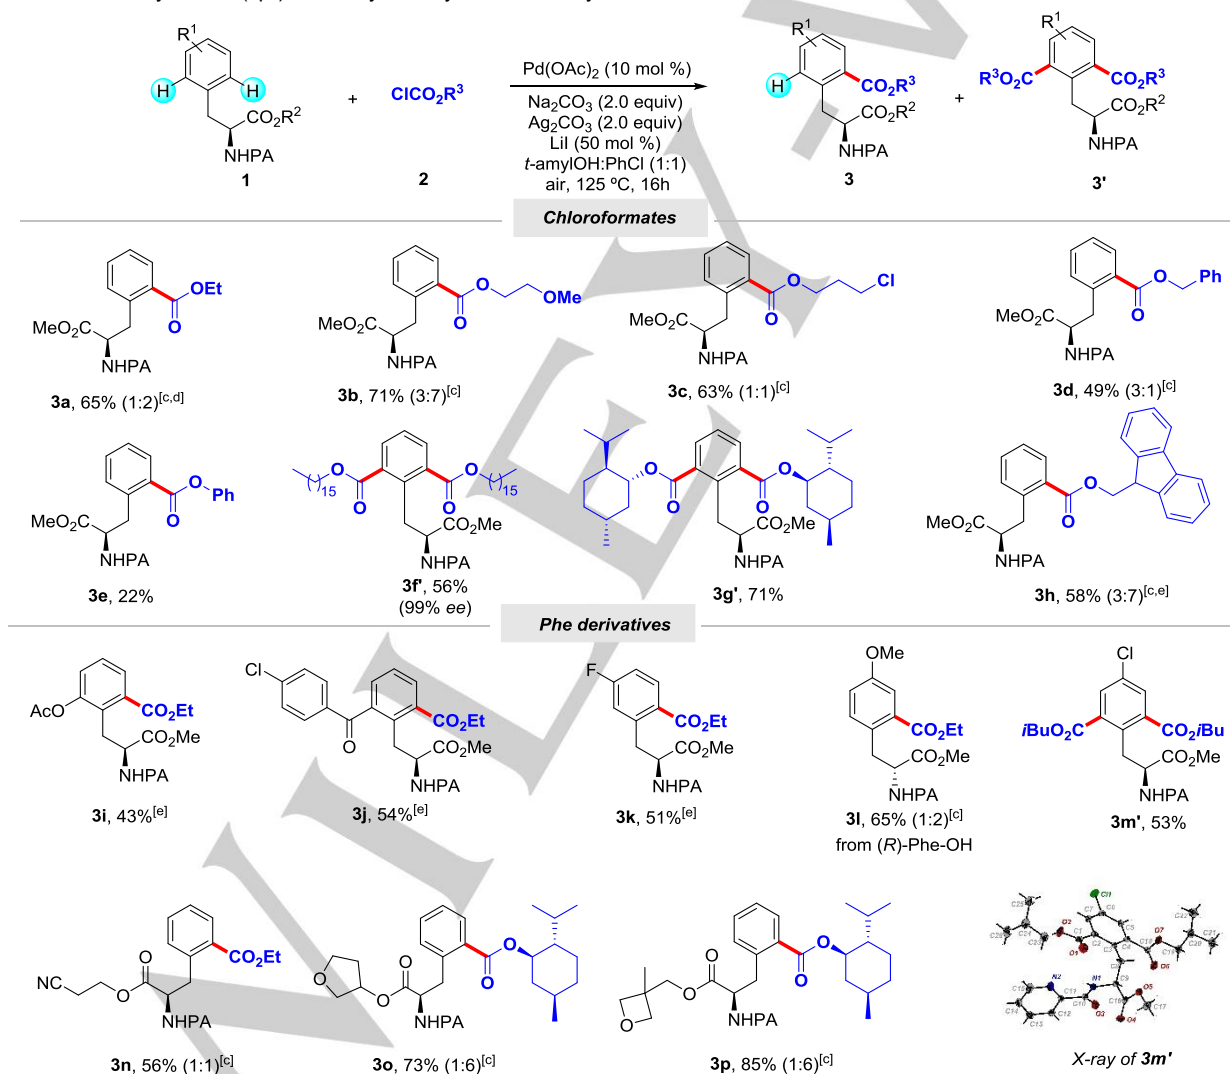 R1
H H
CO2R2
NHPA
1
+
ClCO2R3
2
Pd(OAc)2 (10 mol %)
Na2CO3 (2.0 equiv)
Ag2CO3 (2.0 equiv)
LiI (50 mol %)
t-amylOH:PhCl (1:1)
air, 125 ºC, 16h
R1
H
CO2R3
CO2R2
NHPA
3
+
R1
R3O2C CO2R3
CO2R2
NHPA
3'
Chloroformates
OEt
O
MeO2C
NHPA
3a, 65% (1:2)[c,d]
O
OMe
O
MeO2C
NHPA
3b, 71% (3:7)[c]
O
Cl
O
MeO2C
NHPA
3c, 63% (1:1)[c]
O Ph
O
MeO2C
NHPA
3d, 49% (3:1)[c]
O Ph
O
MeO2C
NHPA
3e, 22%
()15 O O ()15
O O
CO2Me
NHPA
3f', 56%
(99% ee)
O O
O O
CO2Me
NHPA
3g', 71%
O
O
MeO2C
NHPA
3h, 58% (3:7)[c,e]
Phe derivatives
AcO
CO2Et
CO2Me
NHPA
3i, 43%[e]
Cl
O
CO2Et
CO2Me
NHPA
3j, 54%[e]
F
CO2Et
CO2Me
NHPA
3k, 51%[e]
OMe
CO2Et
CO2Me
NHPA
3l, 65% (1:2)[c]
from (R)-Phe-OH
Cl
iBuO2C CO2iBu
CO2Me
NHPA
3m', 53%
CO2Et
O
NC O
NHPA
3n, 56% (1:1)[c]
O
O
O
O
O
NHPA
3o, 73% (1:6)[c]
O
O
O
O
O
NHPA
3p, 85% (1:6)[c]
X-ray of 3m'